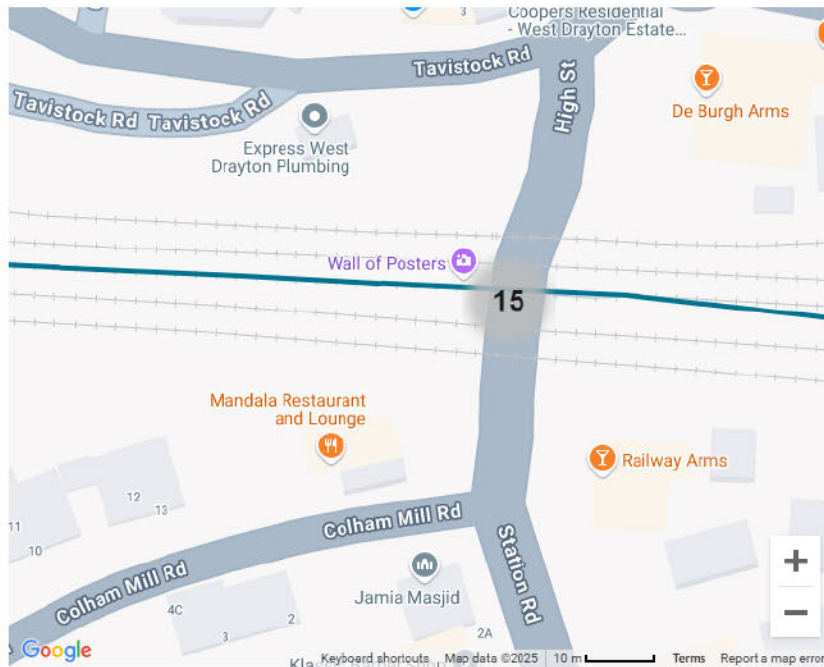 3
Coopers Residential
- West Drayton Estate...
Tavistock Rd
High St
De Burgh Arms
Tavistock Rd
Tavistock Rd
Express West
Drayton Plumbing
Wall of Posters
15
Mandala Restaurant
and Lounge
Railway Arms
12
13
11
10
Colham Mill Rd
Station Rd
Colham Mill Rd
Jamia Masjid
4C
3
2
2A
+
−
Google
Keyboard shortcuts
Map data ©2025
10 m
Terms
Report a map error